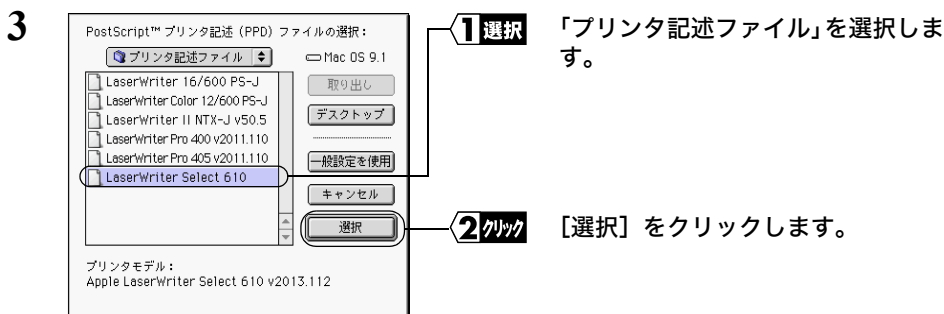 3
PostScript™ プリンタ記述（PPD）ファイルの選択：
プリンタ記述ファイル
Mac OS 9.1
LaserWriter 16/600 PS-J
LaserWriter Color 12/600 PS-J
LaserWriter II NTX-J v50.5
LaserWriter Pro 400 v2011.110
LaserWriter Pro 405 v2011.110
LaserWriter Select 610
取り出し
デスクトップ
一般設定を使用
キャンセル
選択
プリンタモデル：
Apple LaserWriter Select 610 v2013.112
1 選択
「プリンタ記述ファイル」を選択しま
す。
2 クリック
［選択］をクリックします。